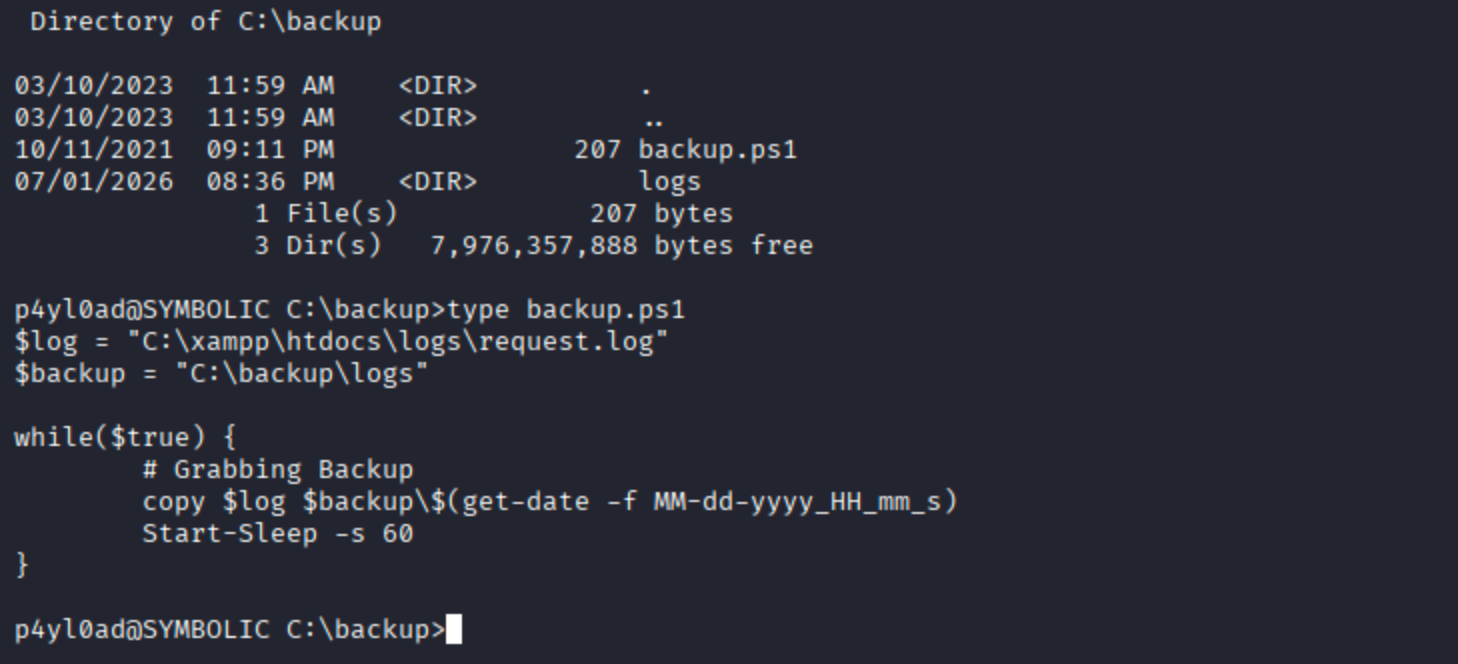 Directory of C:\backup
03/10/2023  11:59 AM    <DIR>          .
03/10/2023  11:59 AM    <DIR>          ..
10/11/2021  09:11 PM               207 backup.ps1
07/01/2026  08:36 PM    <DIR>          logs
               1 File(s)            207 bytes
               3 Dir(s)   7,976,357,888 bytes free
p4yl0ad@SYMBOLIC C:\backup>type backup.ps1
$log = "C:\xampp\htdocs\logs\request.log"
$backup = "C:\backup\logs"
while($true) {
        # Grabbing Backup
        copy $log $backup\$(get-date -f MM-dd-yyyy_HH_mm_s)
        Start-Sleep -s 60
}
p4yl0ad@SYMBOLIC C:\backup>